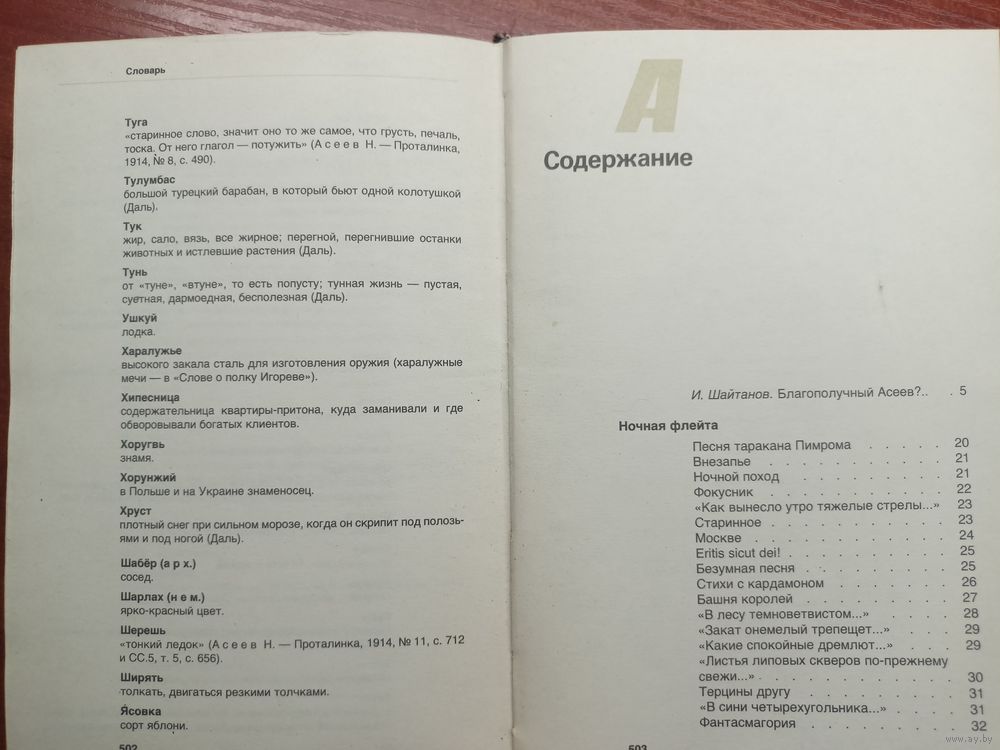 Словарь
Туга
«старинное слово, значит оно то же самое, что грусть, печаль,
тоска. От него глагол — потужить» (А с е е в  Н. — Проталинка,
1914, № 8, с. 490).
Тулумбас
большой турецкий барабан, в который бьют одной колотушкой
(Даль).
Тук
жир, сало, вязь, все жирное; перегной, перегнившие останки
животных и истлевшие растения (Даль).
Тунь
от «туне», «втуне», то есть попусту; тунная жизнь — пустая,
суетная, дармоедная, бесполезная (Даль).
Ушкуй
лодка.
Харалужье
высокого закала сталь для изготовления оружия (харалужные
мечи — в «Слове о полку Игореве»).
Хипесница
содержательница квартиры-притона, куда заманивали и где
обворовывали богатых клиентов.
Хоругвь
знамя.
Хорунжий
в Польше и на Украине знаменосец.
Хруст
плотный снег при сильном морозе, когда он скрипит под полозь-
ями и под ногой (Даль).
Шабёр (а р х.)
сосед.
Шарлах (н е м.)
ярко-красный цвет.
Шерешь
«тонкий ледок» (А с е е в  Н. — Проталинка, 1914, № 11, с. 712
и СС.5, т. 5, с. 656).
Ширять
толкать, двигаться резкими толчками.
Ясовка
сорт яблони.
502
А
Содержание
И. Шайтанов. Благополучный Асеев?.. . 5
Ночная флейта
Песня таракана Пимрома . . . . . 20
Внезапье . . . . . . . . . . 21
Ночной поход . . . . . . . . 21
Фокусник . . . . . . . . . . 22
«Как вынесло утро тяжелые стрелы...» 23
Старинное . . . . . . . . . 23
Москве . . . . . . . . . . 24
Eritis sicut dei! . . . . . . . . . 25
Безумная песня . . . . . . . . 25
Стихи с кардамоном . . . . . . 26
Башня королей . . . . . . . . 27
«В лесу темноветвистом...» . . . . 28
«Закат онемелый трепещет...» . . . 29
«Какие спокойные дремлют...» . . . 29
«Листья липовых скверов по-прежнему
свежи...» . . . . . . . . . . 30
Терцины другу . . . . . . . . 31
«В сини четырехугольника...» . . . 31
Фантасмагория . . . . . . . . 32
503
www.ay.by